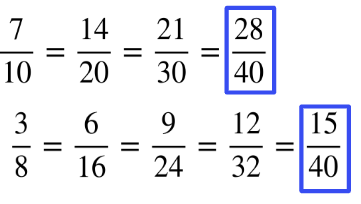 7/10 = 14/20 = 21/30 = 28/40
3/8 = 6/16 = 9/24 = 12/32 = 15/40